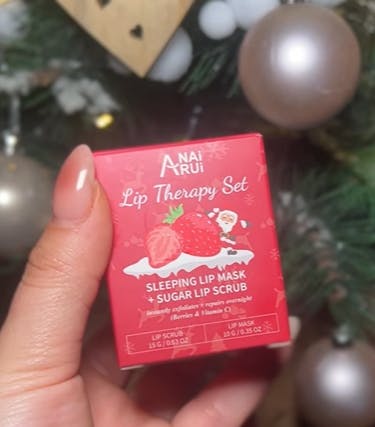 ANAi
RUi
Lip Therapy Set
SLEEPING LIP MASK
+ SUGAR LIP SCRUB
instantly exfoliates + repairs overnight
(Berries & Vitamin C)
LIP SCRUB
15 G / 0.53 OZ
LIP MASK
10 G / 0.35 OZ